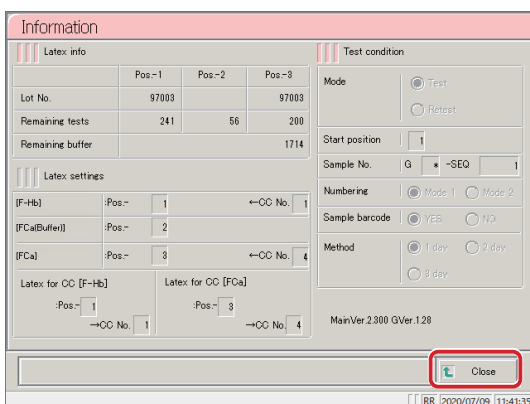 Information
Latex info
Pos.-1 Pos.-2 Pos.-3
Lot No. 97003 97003
Remaining tests 241 56 200
Remaining buffer 1714
Latex settings
[F-Hb] :Pos.- 1 ←CC No. 1
[FCa(Buffer)] :Pos.- 2
[FCa] :Pos.- 3 ←CC No. 4
Latex for CC [F-Hb] Latex for CC [FCa]
:Pos.- 1 :Pos.- 3
→CC No. 1 →CC No. 4
Test condition
Mode Test
Retest
Start position 1
Sample No. G * -SEQ 1
Numbering Mode 1 Mode 2
Sample barcode YES NO
Method 1 day 2 day
3 day
MainVer.2.300 GVer.1.28
Close
RR 2020/07/09 11:41:35